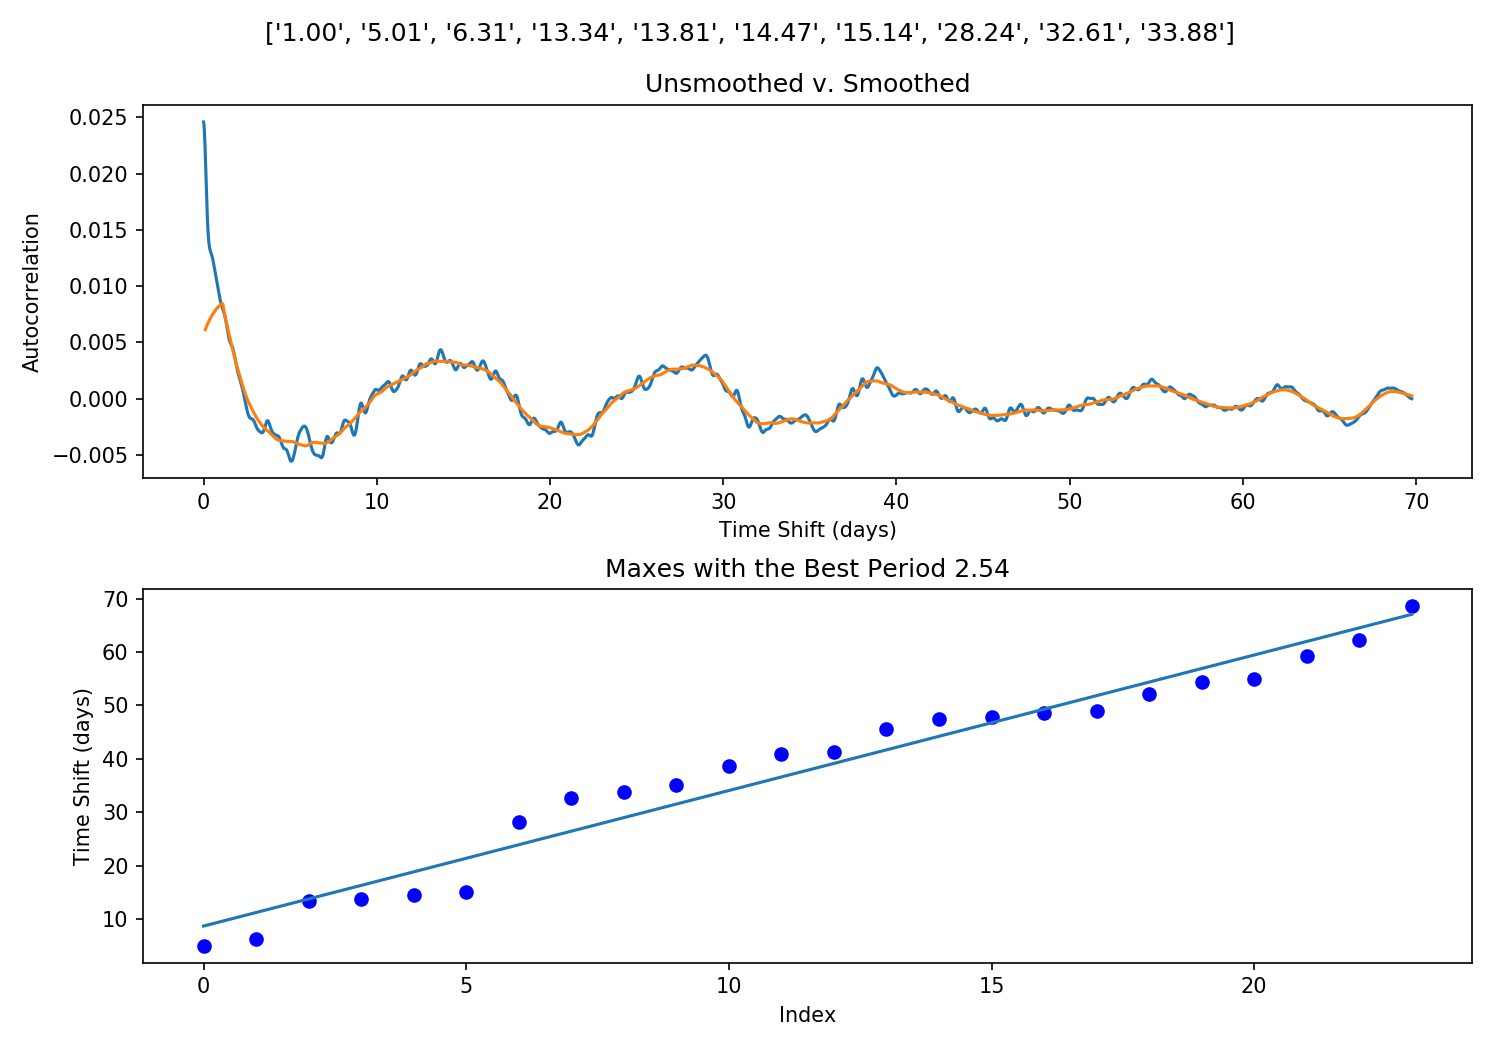 ['1.00', '5.01', '6.31', '13.34', '13.81', '14.47', '15.14', '28.24', '32.61', '33.88']
Unsmoothed v. Smoothed
Autocorrelation
0.025
0.020
0.015
0.010
0.005
0.000
−0.005
0 10 20 30 40 50 60 70
Time Shift (days)
Maxes with the Best Period 2.54
Time Shift (days)
70
60
50
40
30
20
10
0 5 10 15 20
Index